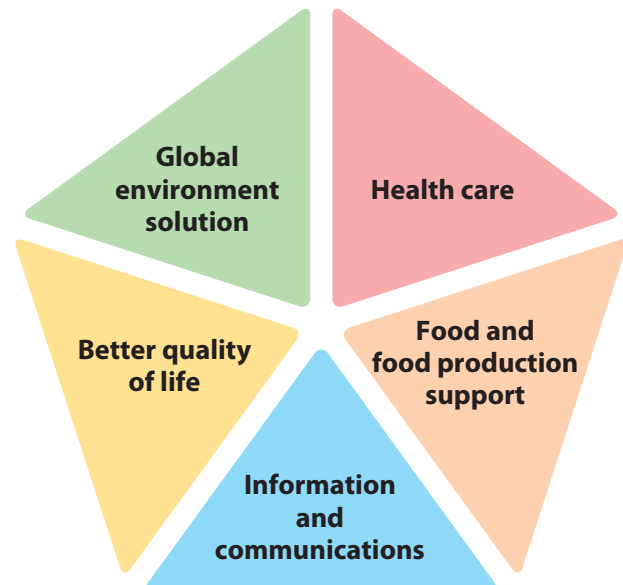 Global
environment
solution
Health care
Better quality
of life
Food and
food production
support
Information
and
communications